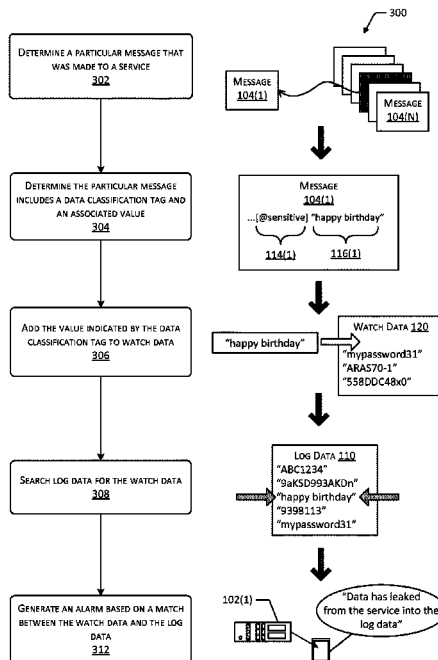 300
DETERMINE A PARTICULAR MESSAGE THAT
WAS MADE TO A SERVICE
302
MESSAGE
104(1)
MESSAGE
104(N)
DETERMINE THE PARTICULAR MESSAGE
INCLUDES A DATA CLASSIFICATION TAG AND
AN ASSOCIATED VALUE
304
MESSAGE
104(1)
...[@sensitive] "happy birthday"
114(1) 116(1)
ADD THE VALUE INDICATED BY THE DATA
CLASSIFICATION TAG TO WATCH DATA
306
"happy birthday"
WATCH DATA 120
"mypassword31"
"ARAS70-1"
"558DDC48x0"
SEARCH LOG DATA FOR THE WATCH DATA
308
LOG DATA 110
"ABC1234"
"9aKSD993AKDn"
"happy birthday"
"9398113"
"mypassword31"
GENERATE AN ALARM BASED ON A MATCH
BETWEEN THE WATCH DATA AND THE LOG
DATA
312
102(1)
"Data has leaked
from the service into the
log data"